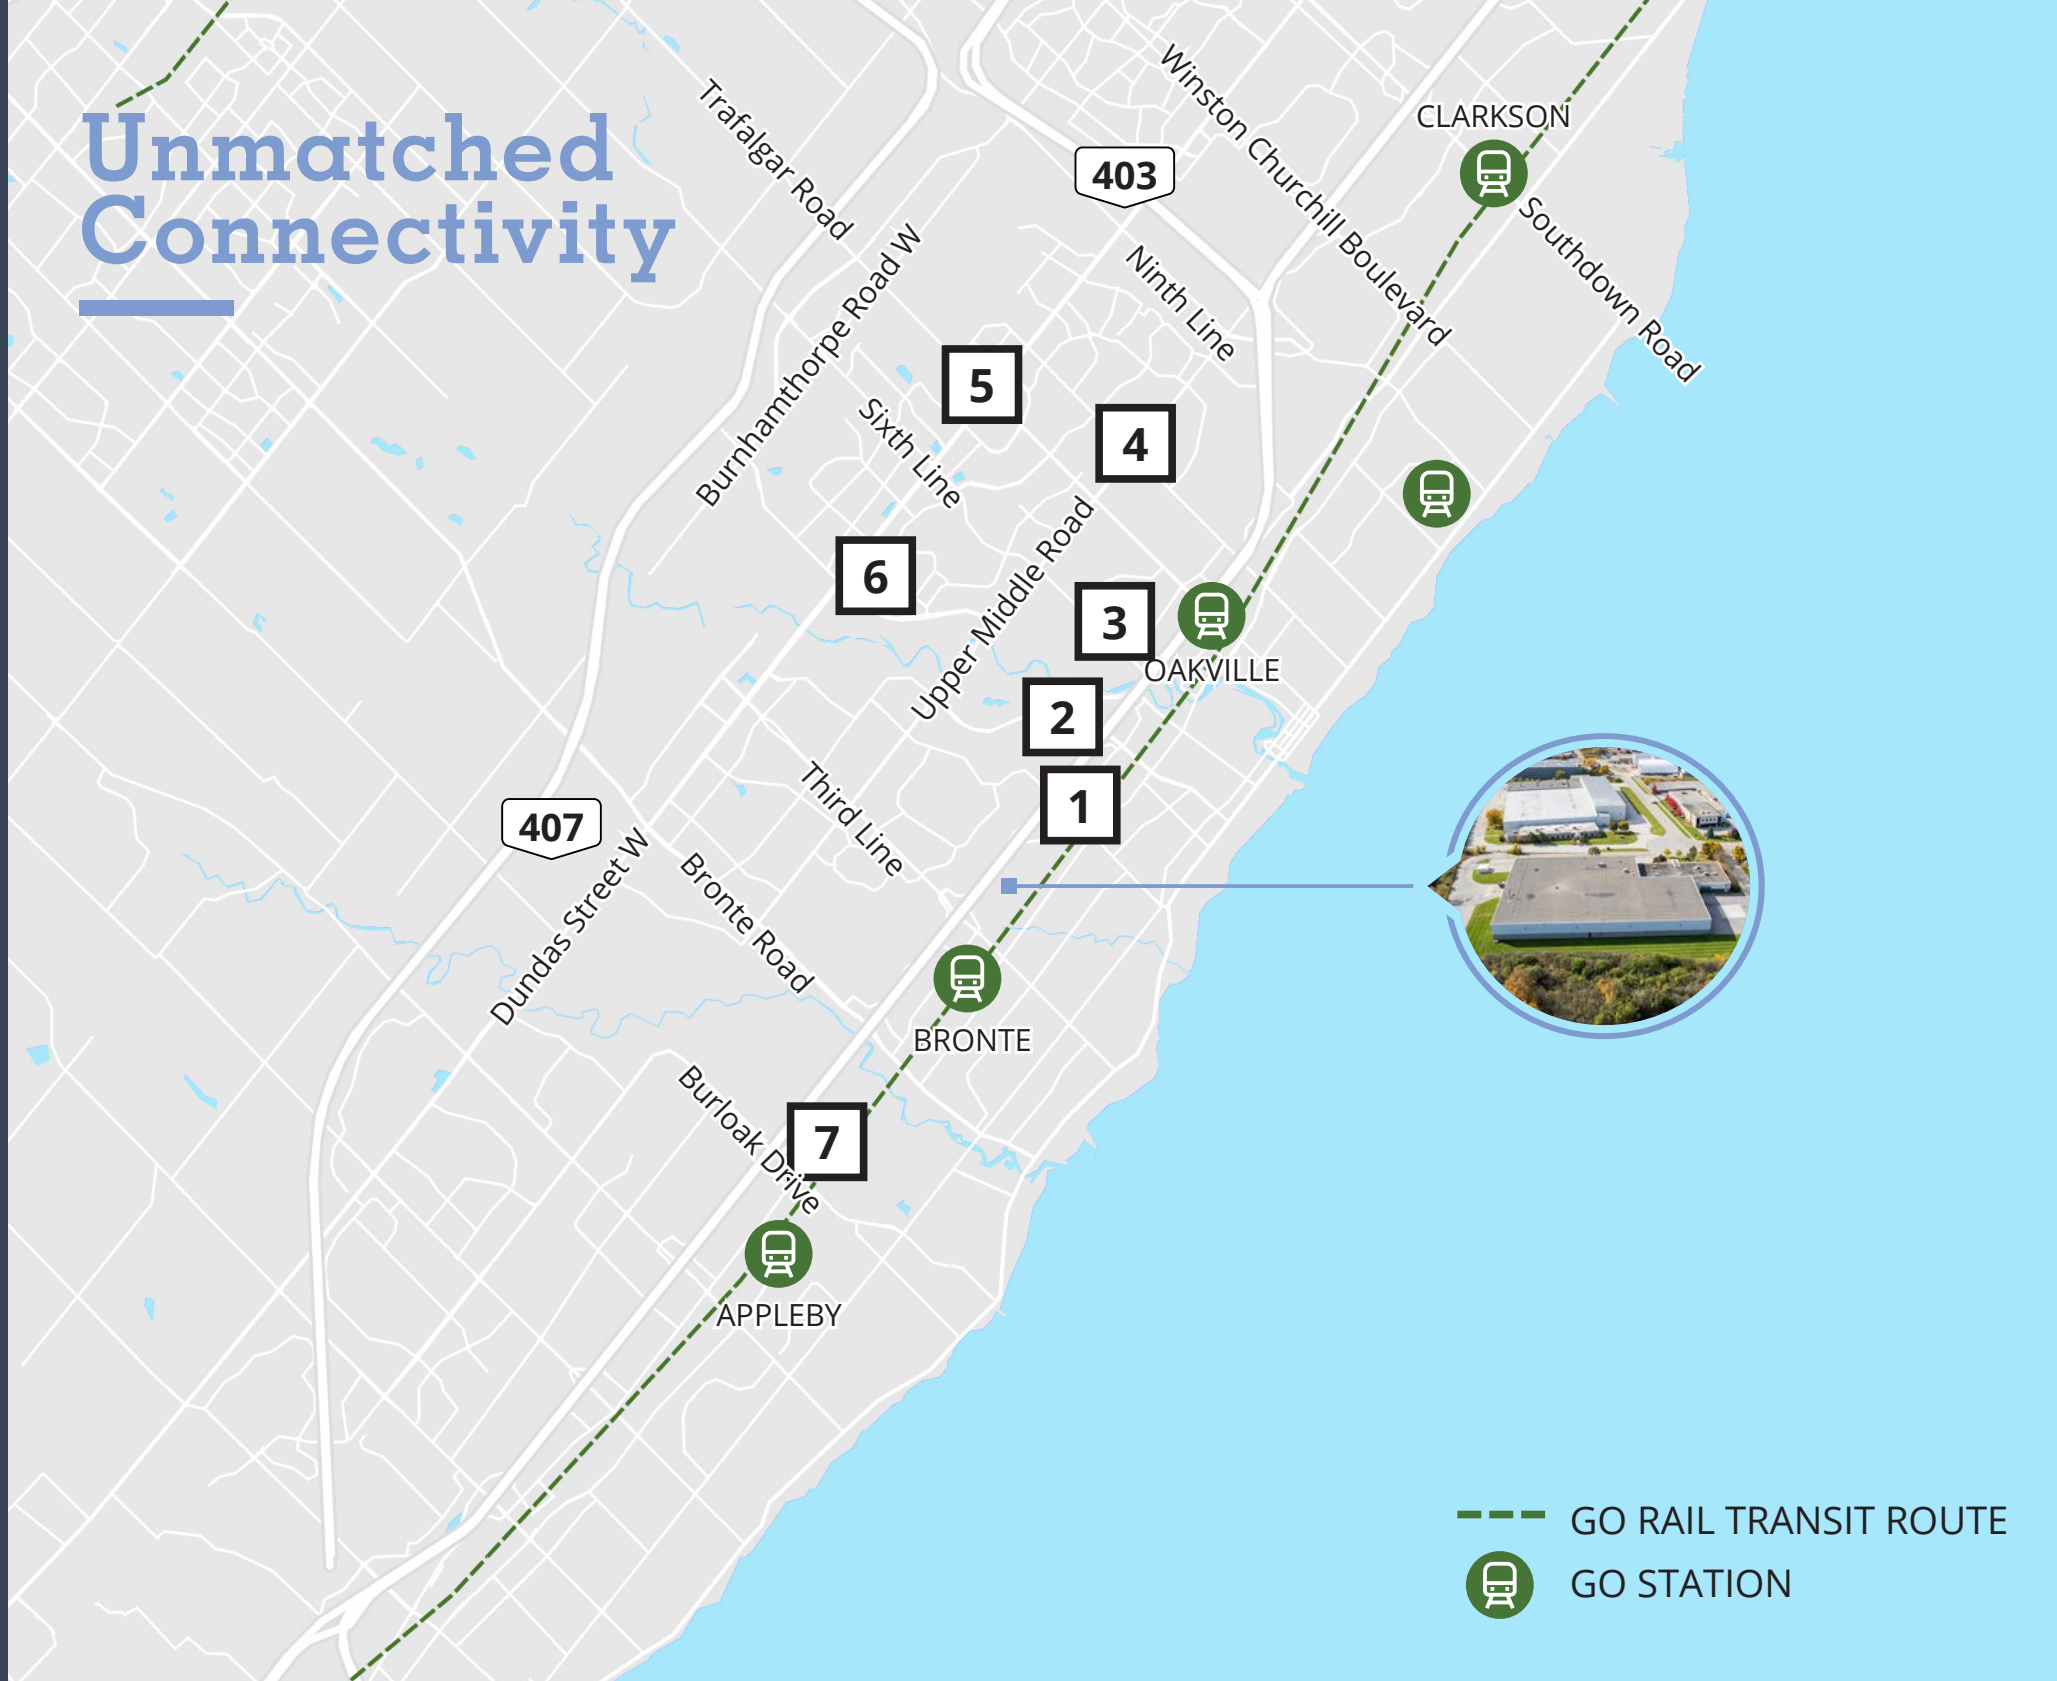 Unmatched
Connectivity
Trafalgar Road
Winston Churchill Boulevard
CLARKSON
403
Southdown Road
Burnhamthorpe Road W
Ninth Line
5
4
Sixth Line
6
Upper Middle Road
3
OAKVILLE
2
1
Third Line
407
Dundas Street W
Bronte Road
BRONTE
Burloak Drive
7
APPLEBY
GO RAIL TRANSIT ROUTE
GO STATION